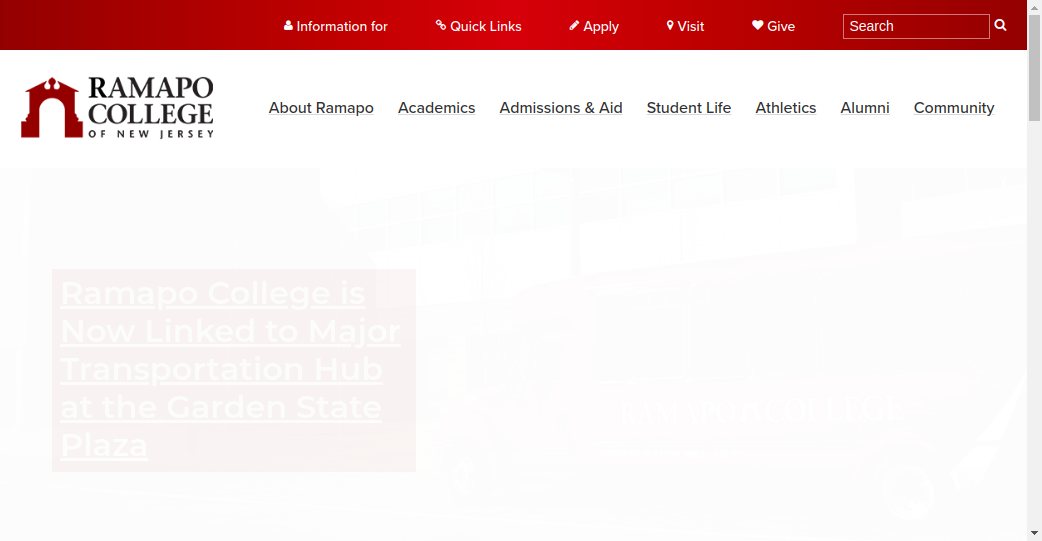 Information for
Quick Links
Apply
Visit
Give
Search
RAMAPO
COLLEGE
OF NEW JERSEY
About Ramapo
Academics
Admissions & Aid
Student Life
Athletics
Alumni
Community
Ramapo College is
Now Linked to Major
Transportation Hub
at the Garden State
Plaza
RAMAPO COLLEGE